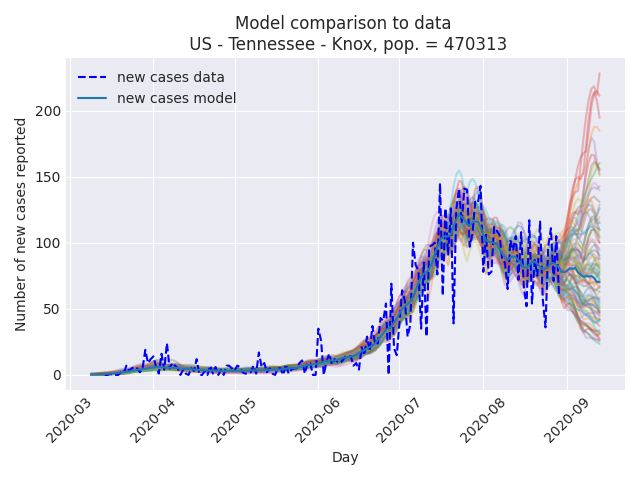 Model comparison to data
US - Tennessee - Knox, pop. = 470313
new cases data
new cases model
Number of new cases reported
200
150
100
50
0
2020-03
2020-04
2020-05
2020-06
2020-07
2020-08
2020-09
Day